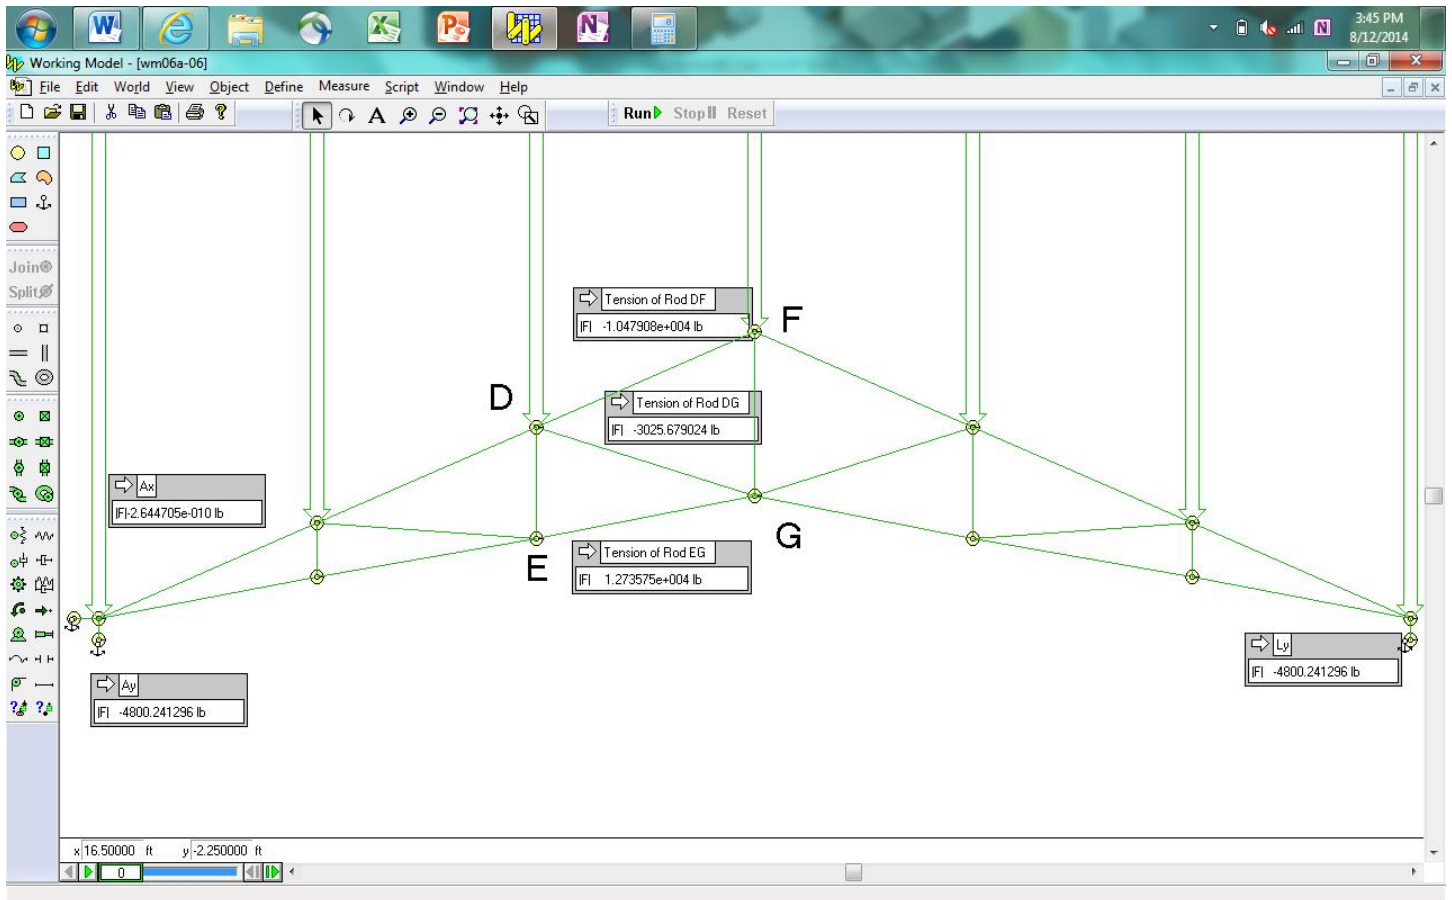 3:45 PM
8/12/2014
Working Model - [wm06a-06]
File Edit World View Object Define Measure Script Window Help
Run Stop Reset
Join
Split
Tension of Rod DF
|F| -1.047908e+004 lb
F
D
Tension of Rod DG
|F| -3025.679024 lb
Ax
|F|-2.644705e-010 lb
G
E
Tension of Rod EG
|F| 1.273575e+004 lb
Ly
|F| -4800.241296 lb
Ay
|F| -4800.241296 lb
x 16.50000 ft y -2.250000 ft
0